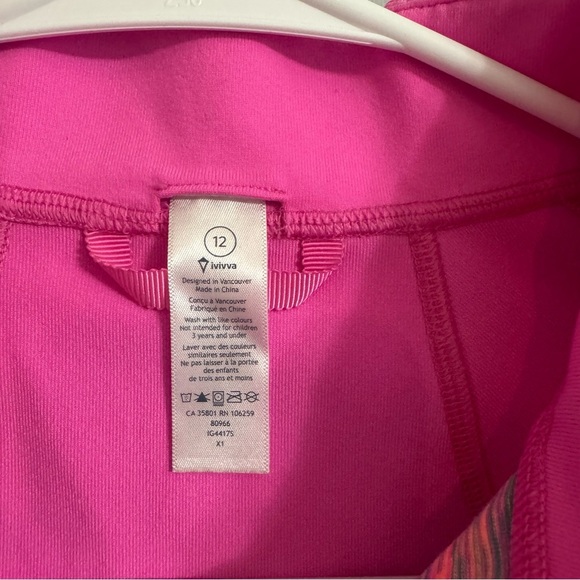 12
ivivva
Designed in Vancouver
Made in China
Conçu à Vancouver
Fabriqué en Chine
Wash with like colours
Not intended for children
3 years and under
Laver avec des couleurs
similaires seulement
Ne pas laisser à la portée
des enfants
de trois ans et moins
CA 35801 RN 106259
80966
IG4417S
X1